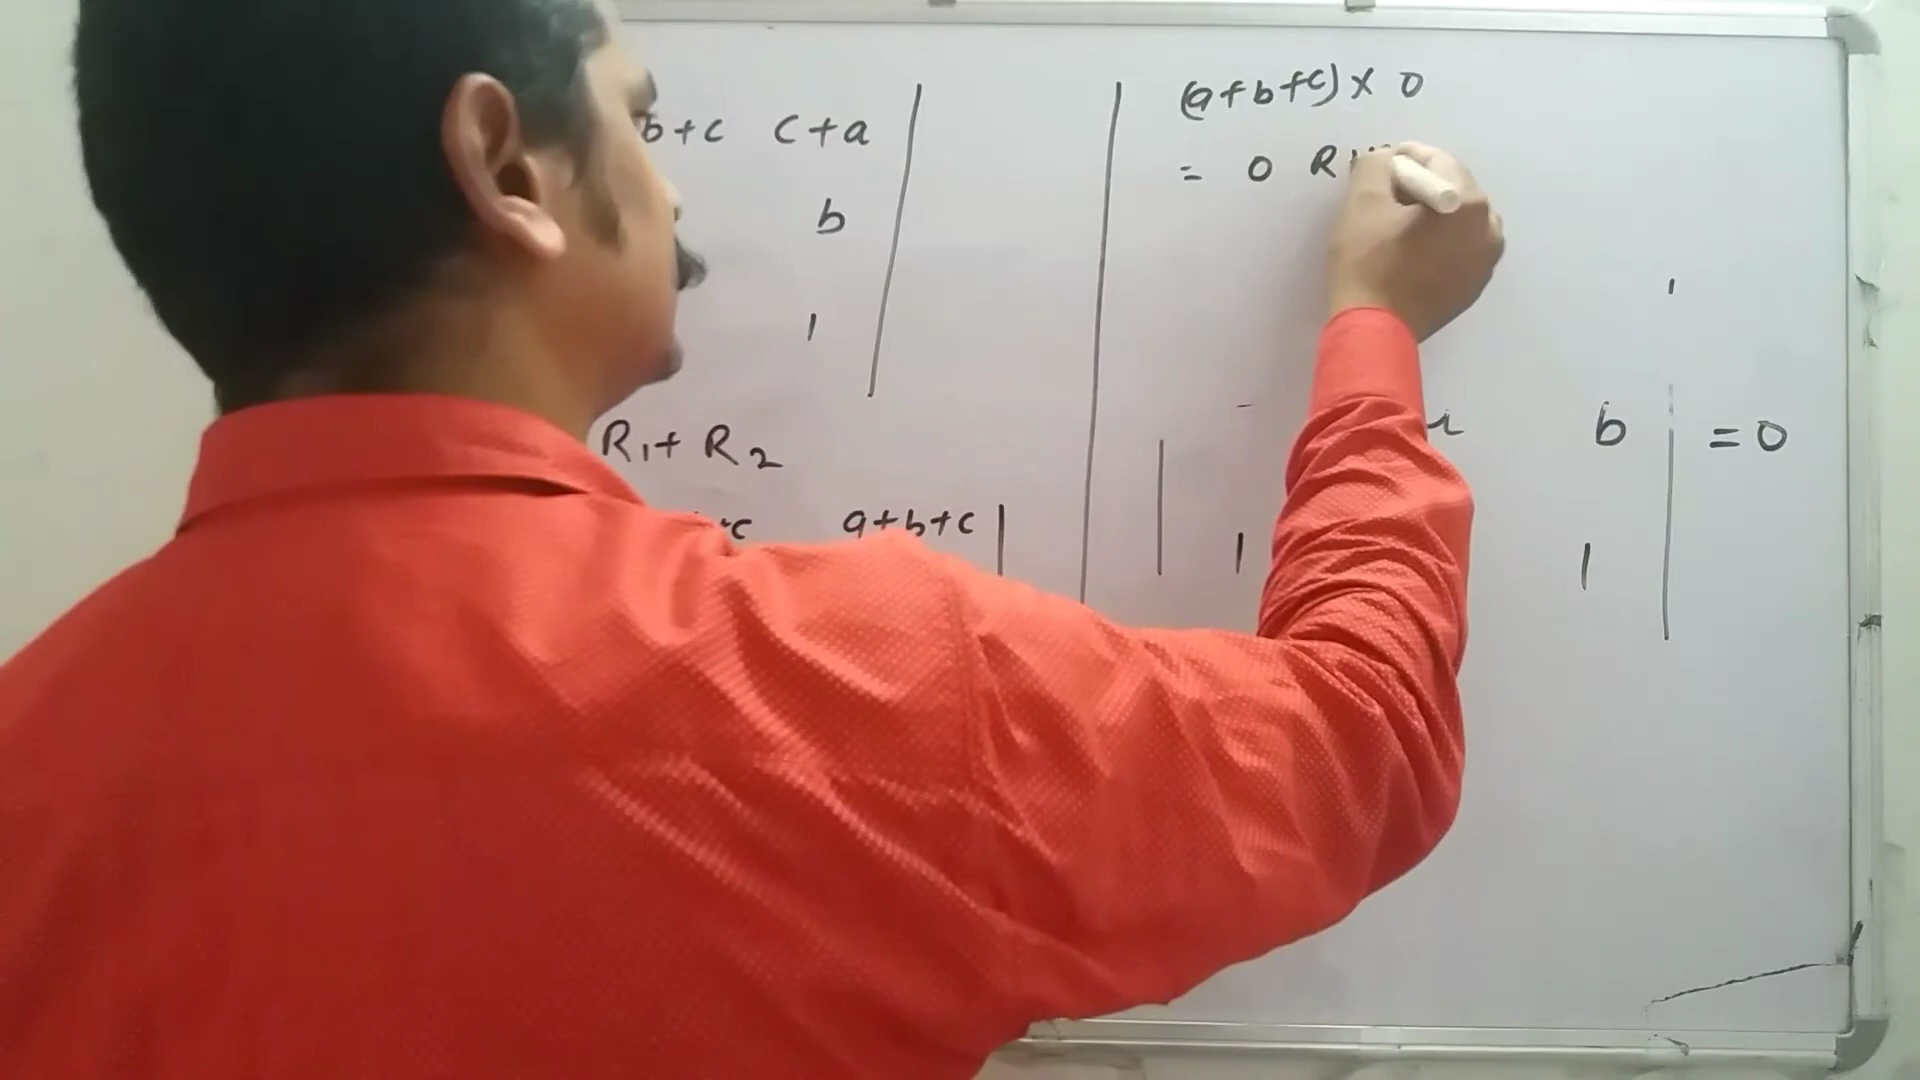 b+c c+a
b
1
R1+ R2
+c a+b+c
(a+b+c) × 0
= 0
b = 0
1 1